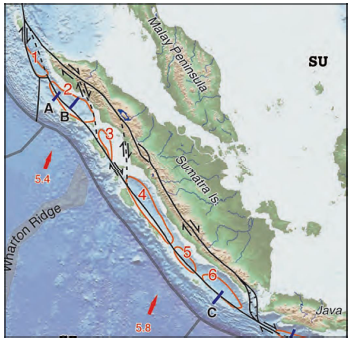 Malay Peninsula
SU
1
2
A
B
3
5.4
4
Sumatra Is.
Wharton Ridge
5
6
C
5.8
Java